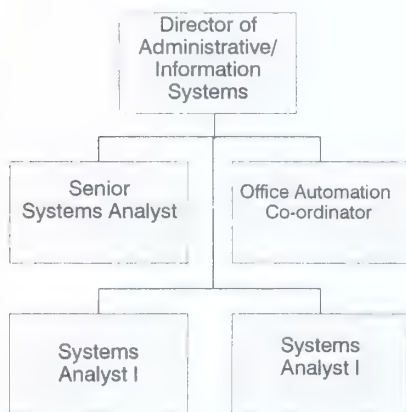 Director of
Administrative/
Information
Systems
Senior
Systems Analyst
Office Automation
Co-ordinator
Systems
Analyst I
Systems
Analyst I